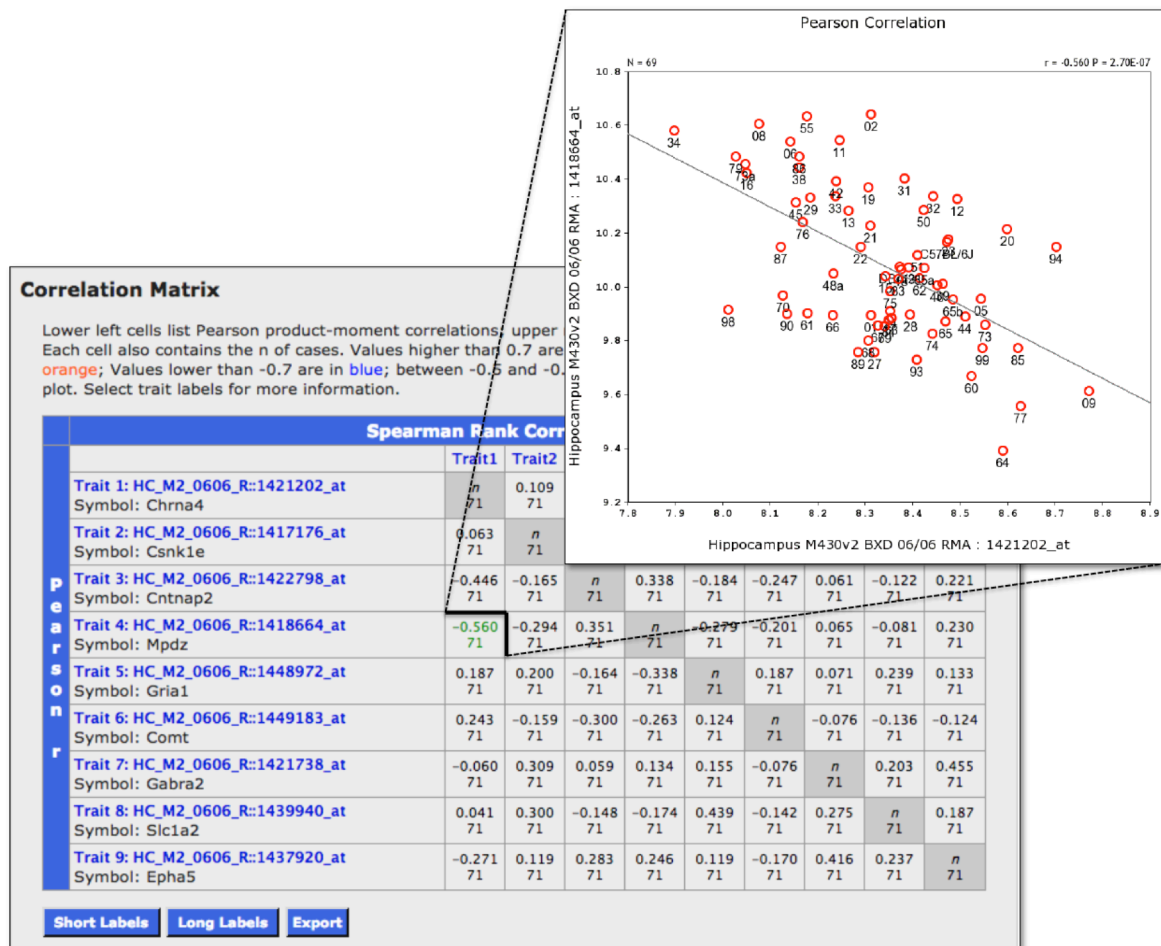 Pearson Correlation
N = 69
r = -0.560 P = 2.70E-07
Hippocampus M430v2 BXD 06/06 RMA : 1418664_at
10.8
10.6
10.4
10.2
10.0
9.8
9.6
9.4
9.2
7.8 7.9 8.0 8.1 8.2 8.3 8.4 8.5 8.6 8.7 8.8 8.9
Hippocampus M430v2 BXD 06/06 RMA : 1421202_at
34
08
55
02
06
11
79
73a
16
38
42
33
19
31
32
12
50
29
45
13
76
21
20
94
87
22
C57BL/6J
48a
62
70
98
90
61
66
01
28
75
83
65b
05
44
73
65
74
89
27
93
99
85
60
77
09
64
Correlation Matrix
Lower left cells list Pearson product-moment correlations; upper
Each cell also contains the n of cases. Values higher than 0.7 are
orange; Values lower than -0.7 are in blue; between -0.5 and -0.
plot. Select trait labels for more information.
Spearman Rank Corr
Trait1 Trait2
Pearson r
Trait 1: HC_M2_0606_R::1421202_at n 0.109
Symbol: Chrna4 71 71
Trait 2: HC_M2_0606_R::1417176_at 0.063 n
Symbol: Csnk1e 71 71
Trait 3: HC_M2_0606_R::1422798_at -0.446 -0.165 n 0.338 -0.184 -0.247 0.061 -0.122 0.221
Symbol: Cntnap2 71 71 71 71 71 71 71 71 71
Trait 4: HC_M2_0606_R::1418664_at -0.560 -0.294 0.351 n -0.279 -0.201 0.065 -0.081 0.230
Symbol: Mpdz 71 71 71 71 71 71 71 71 71
Trait 5: HC_M2_0606_R::1448972_at 0.187 0.200 -0.164 -0.338 n 0.187 0.071 0.239 0.133
Symbol: Gria1 71 71 71 71 71 71 71 71 71
Trait 6: HC_M2_0606_R::1449183_at 0.243 -0.159 -0.300 -0.263 0.124 n -0.076 -0.136 -0.124
Symbol: Comt 71 71 71 71 71 71 71 71 71
Trait 7: HC_M2_0606_R::1421738_at -0.060 0.309 0.059 0.134 0.155 -0.076 n 0.203 0.455
Symbol: Gabra2 71 71 71 71 71 71 71 71 71
Trait 8: HC_M2_0606_R::1439940_at 0.041 0.300 -0.148 -0.174 0.439 -0.142 0.275 n 0.187
Symbol: Slc1a2 71 71 71 71 71 71 71 71 71
Trait 9: HC_M2_0606_R::1437920_at -0.271 0.119 0.283 0.246 0.119 -0.170 0.416 0.237 n
Symbol: Epha5 71 71 71 71 71 71 71 71 71
Short Labels Long Labels Export